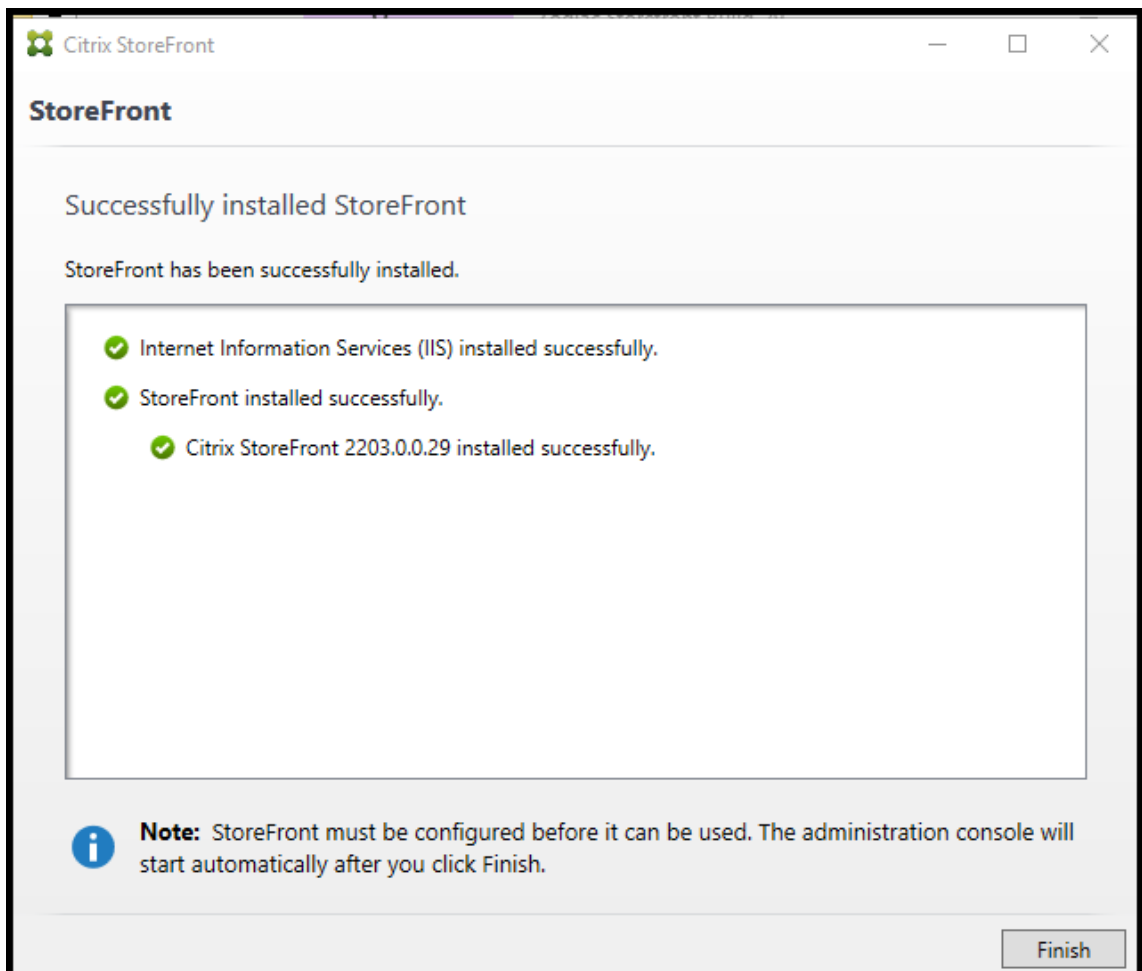 Citrix StoreFront
StoreFront
Successfully installed StoreFront
StoreFront has been successfully installed.
Internet Information Services (IIS) installed successfully.
StoreFront installed successfully.
Citrix StoreFront 2203.0.0.29 installed successfully.
Note: StoreFront must be configured before it can be used. The administration console will
start automatically after you click Finish.
Finish